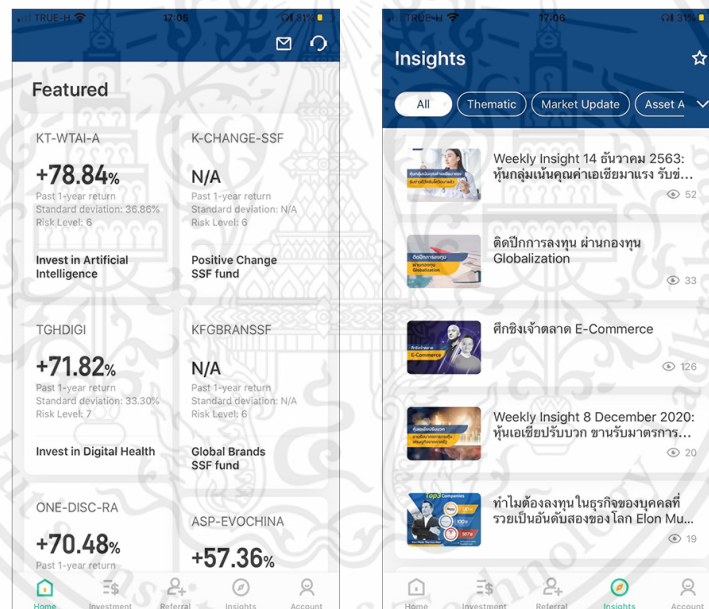 TRUE-H
17:05
31%
Featured
KT-WTAI-A
+78.84%
Past 1-year return
Standard deviation: 36.86%
Risk Level: 6
Invest in Artificial
Intelligence
K-CHANGE-SSF
N/A
Past 1-year return
Standard deviation: N/A
Risk Level: 6
Positive Change
SSF fund
TGHDIGI
+71.82%
Past 1-year return
Standard deviation: 33.30%
Risk Level: 7
Invest in Digital Health
KFGBRANSSF
N/A
Past 1-year return
Standard deviation: N/A
Risk Level: 6
Global Brands
SSF fund
ONE-DISC-RA
+70.48%
Past 1-year return
ASP-EVOCHINA
+57.36%
Home
Investment
Referral
Insights
Account
TRUE-H
17:06
31%
Insights
All
Thematic
Market Update
Asset A
Weekly Insight 14 ธันวาคม 2563:
หุ้นกลุ่มเน้นคุณค่าเอเชียมาแรง รับข่...
52
ติดปีกการลงทุน ผ่านกองทุน
Globalization
33
ศึกชิงเจ้าตลาด E-Commerce
126
Weekly Insight 8 December 2020:
หุ้นเอเชียปรับบวก ขานรับมาตรการ...
20
Top3 Companies
ทำไมต้องลงทุนในธุรกิจของบุคคลที่
รวยเป็นอันดับสองของโลก Elon Mu...
19
Home
Investment
Referral
Insights
Account